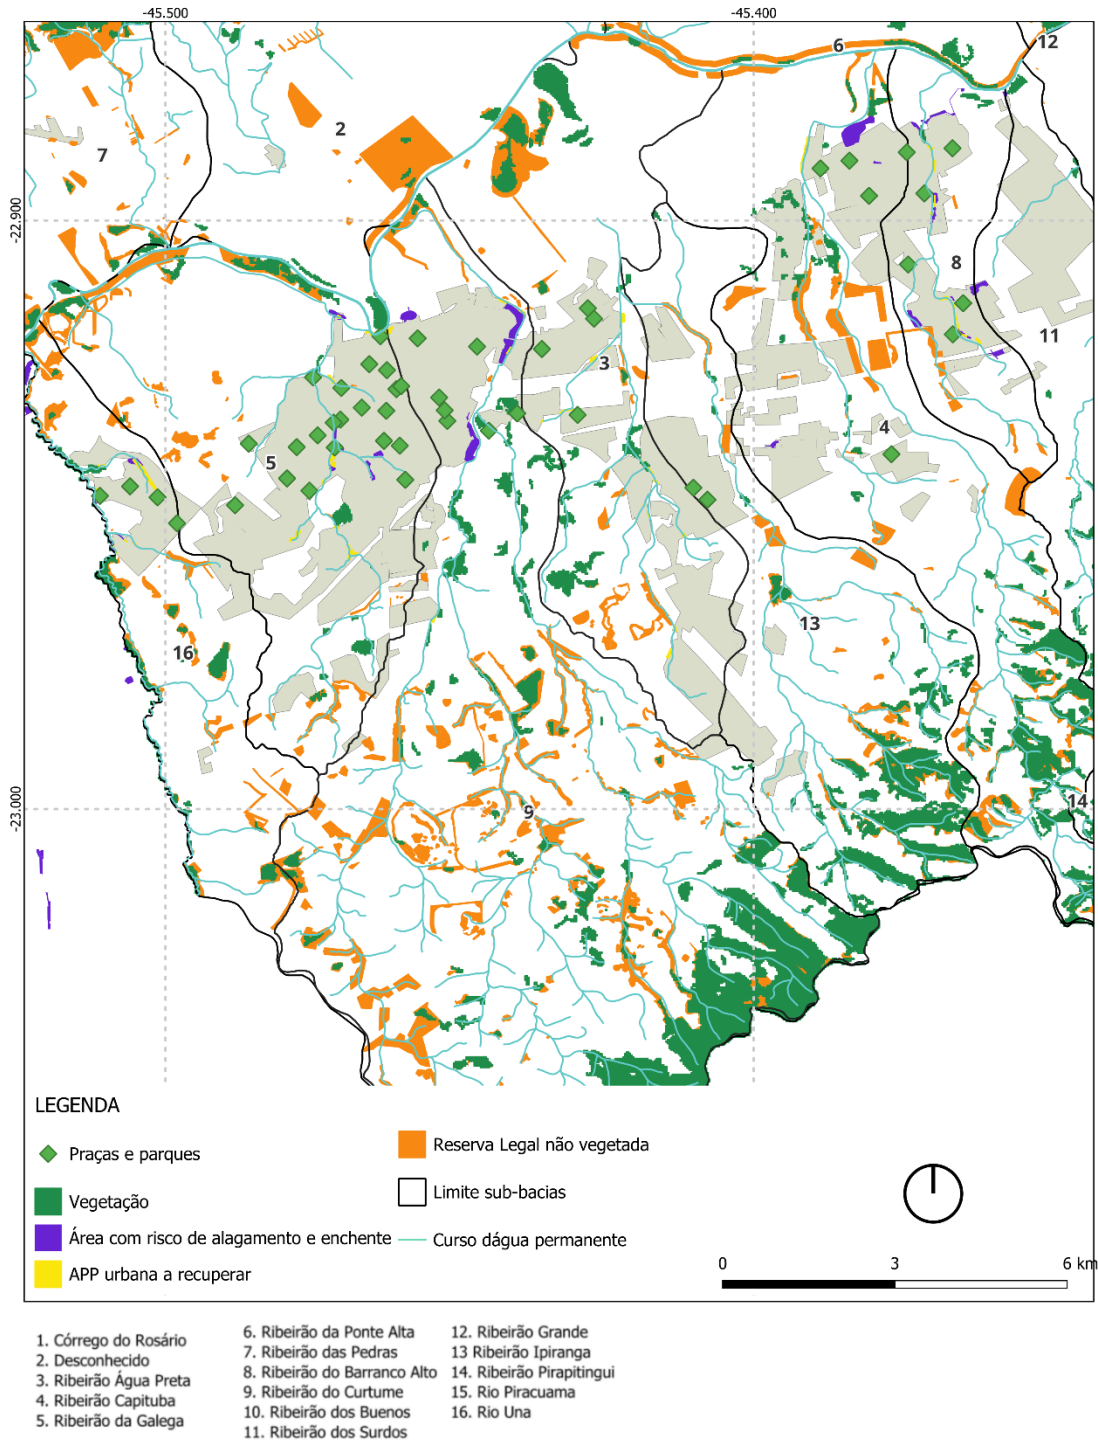 -45.500
-45.400
12
6
2
7
-22.900
8
11
3
4
5
13
16
-23.000
14
9
LEGENDA
Praças e parques
Vegetação
Área com risco de alagamento e enchente
APP urbana a recuperar
Reserva Legal não vegetada
Limite sub-bacias
Curso dágua permanente
0 3 6 km
1. Córrego do Rosário
2. Desconhecido
3. Ribeirão Água Preta
4. Ribeirão Capituba
5. Ribeirão da Galega
6. Ribeirão da Ponte Alta
7. Ribeirão das Pedras
8. Ribeirão do Barranco Alto
9. Ribeirão do Curtume
10. Ribeirão dos Buenos
11. Ribeirão dos Surdos
12. Ribeirão Grande
13 Ribeirão Ipiranga
14. Ribeirão Pirapitingui
15. Rio Piracuama
16. Rio Una